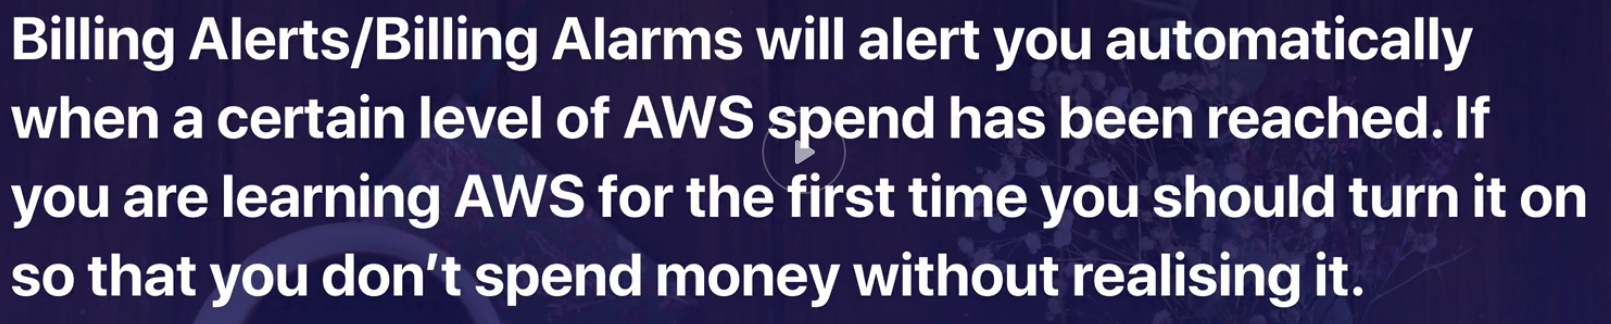 Billing Alerts/Billing Alarms will alert you automatically
when a certain level of AWS spend has been reached. If
you are learning AWS for the first time you should turn it on
so that you don’t spend money without realising it.